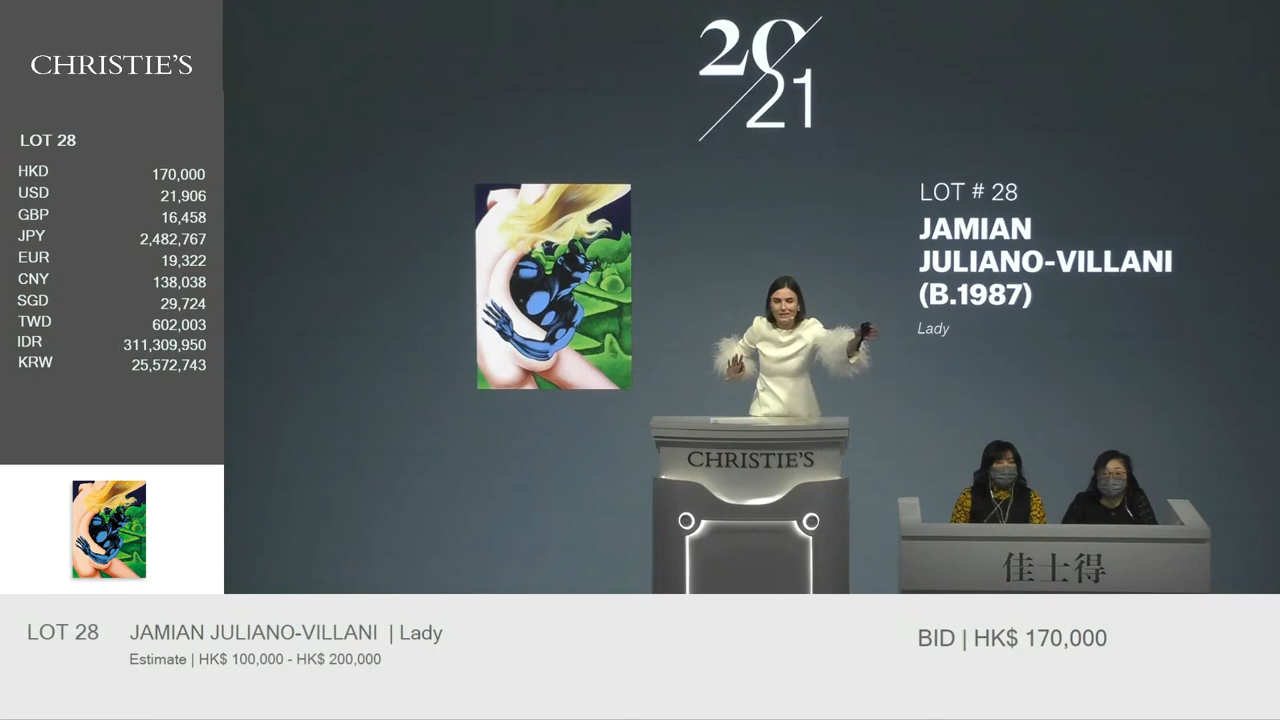 CHRISTIE'S
LOT 28
HKD 170,000
USD 21,906
GBP 16,458
JPY 2,482,767
EUR 19,322
CNY 138,038
SGD 29,724
TWD 602,003
IDR 311,309,950
KRW 25,572,743
20/21
LOT # 28
JAMIAN
JULIANO-VILLANI
(B.1987)
Lady
CHRISTIE'S
佳士得
LOT 28 JAMIAN JULIANO-VILLANI | Lady
Estimate | HK$ 100,000 - HK$ 200,000
BID | HK$ 170,000